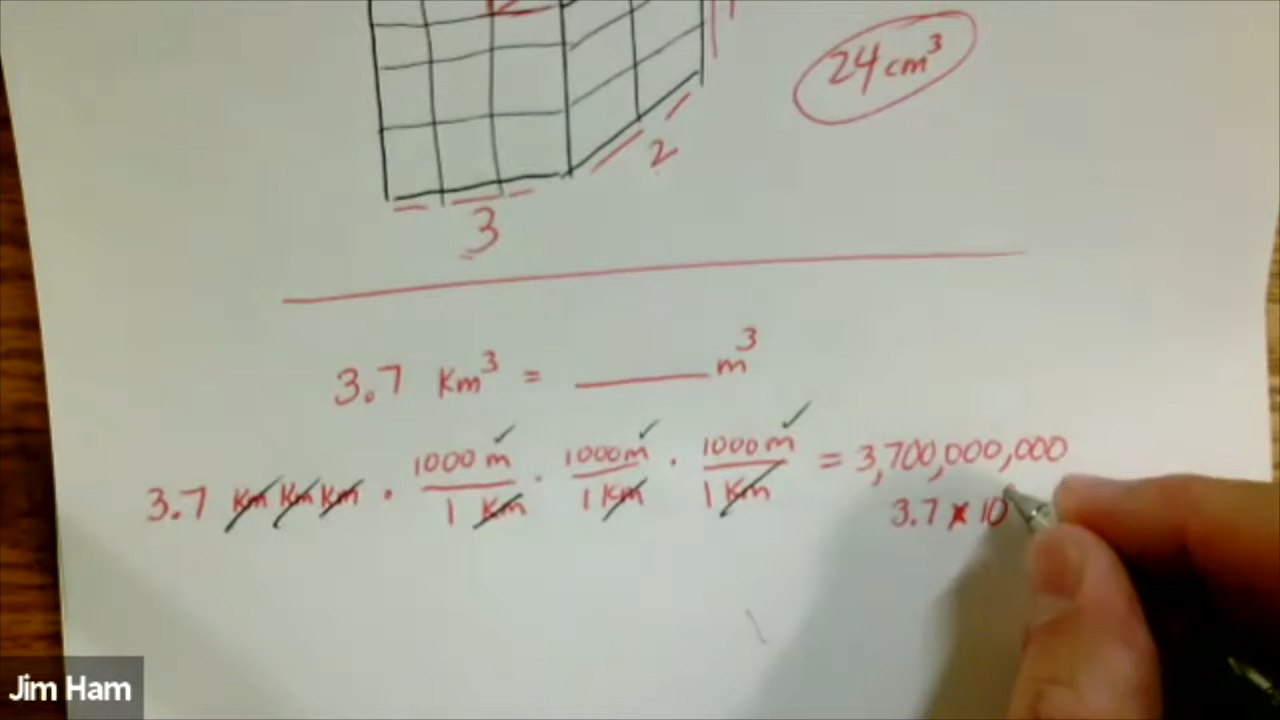 24 cm³
2
3
3.7 Km³ = ______ m³
3.7 Km Km Km · 1000 m / 1 Km · 1000 m / 1 Km · 1000 m / 1 Km = 3,700,000,000
3.7 x 10
Jim Ham